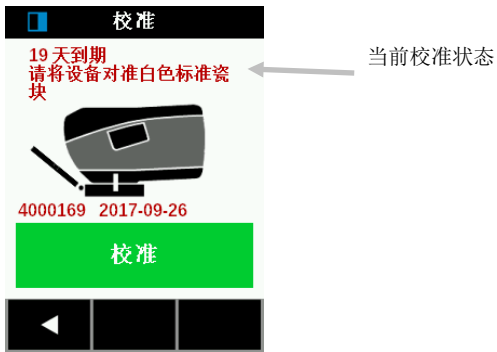 校准
19 天到期
请将设备对准白色标准瓷
块
当前校准状态
4000169 2017-09-26
校准